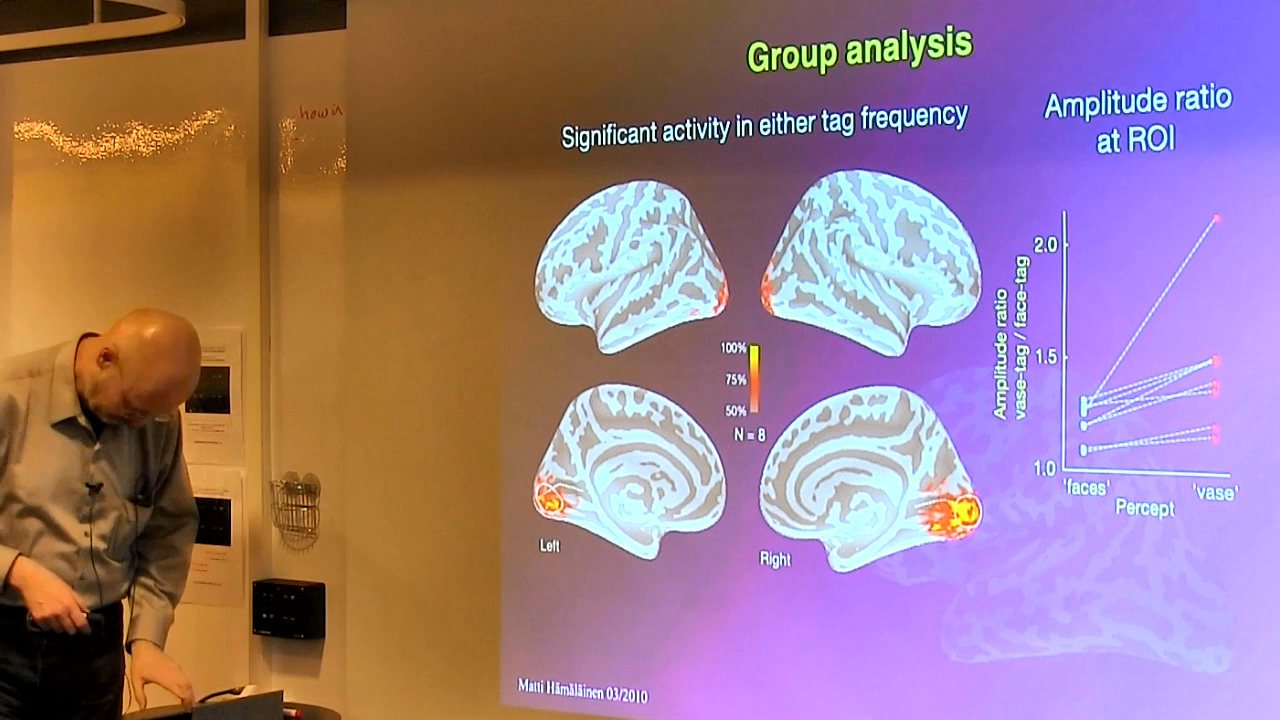 Group analysis
Significant activity in either tag frequency
Amplitude ratio
at ROI
how
100%
75%
50%
N = 8
Left
Right
Amplitude ratio
vase-tag / face-tag
2.0
1.5
1.0
'faces'
'vase'
Percept
Matti Hämäläinen 03/2010